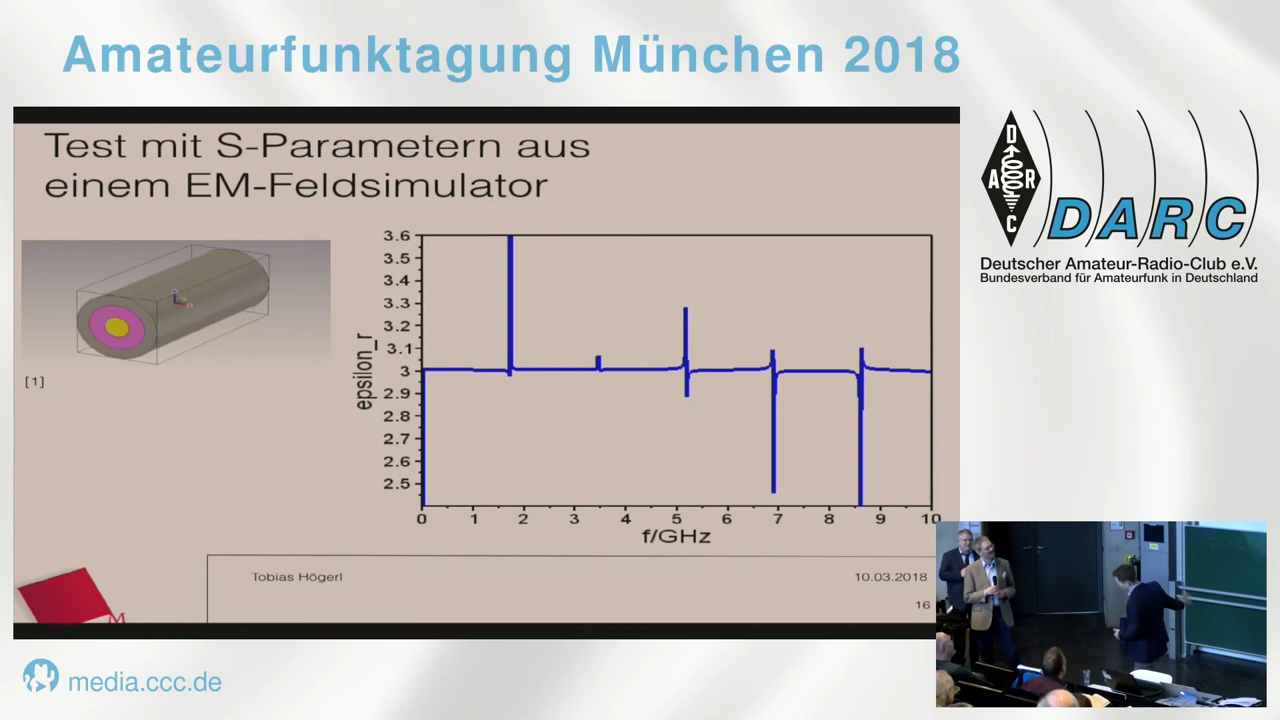 Amateurfunktagung München 2018
Test mit S-Parametern aus
einem EM-Feldsimulator
[1]
3.6
3.5
3.4
3.3
3.2
3.1
3
2.9
2.8
2.7
2.6
2.5
epsilon_r
0 1 2 3 4 5 6 7 8 9 10
f/GHz
Tobias Högerl
10.03.2018
16
M
D
A R
C
DARC
Deutscher Amateur-Radio-Club e.V.
Bundesverband für Amateurfunk in Deutschland
media.ccc.de